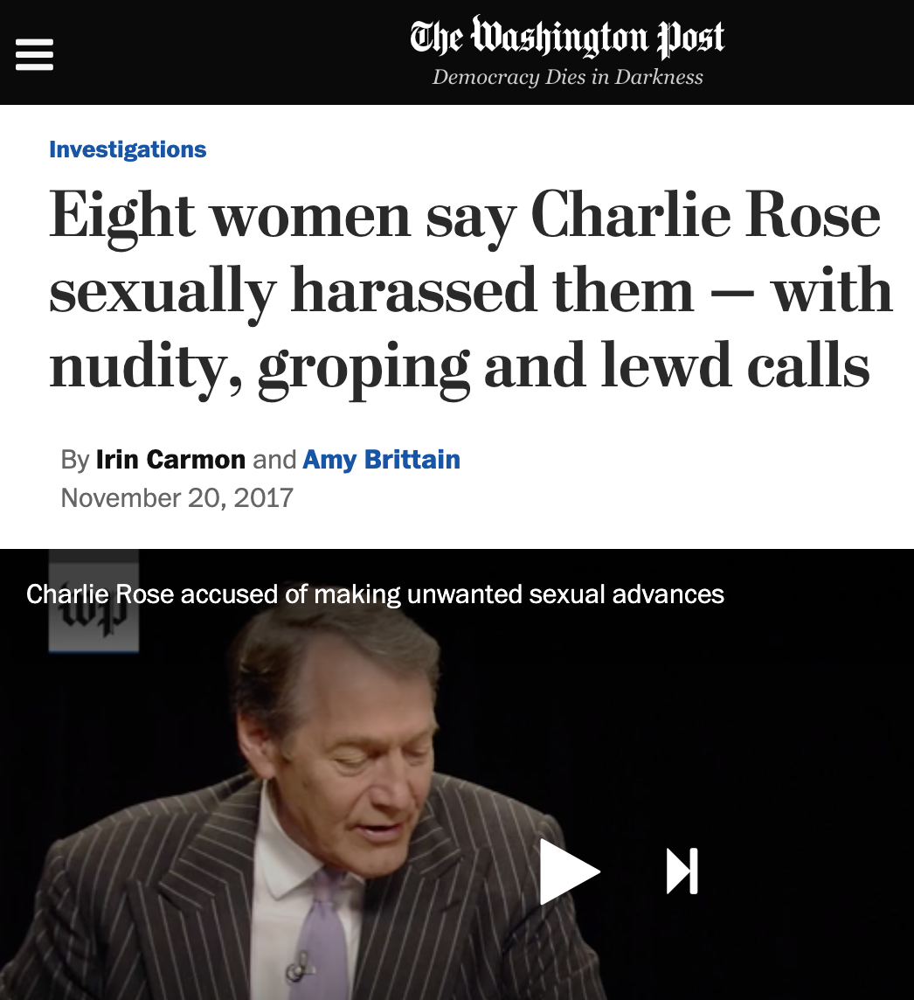 The Washington Post
Democracy Dies in Darkness
Investigations
Eight women say Charlie Rose
sexually harassed them — with
nudity, groping and lewd calls
By Irin Carmon and Amy Brittain
November 20, 2017
Charlie Rose accused of making unwanted sexual advances
wp